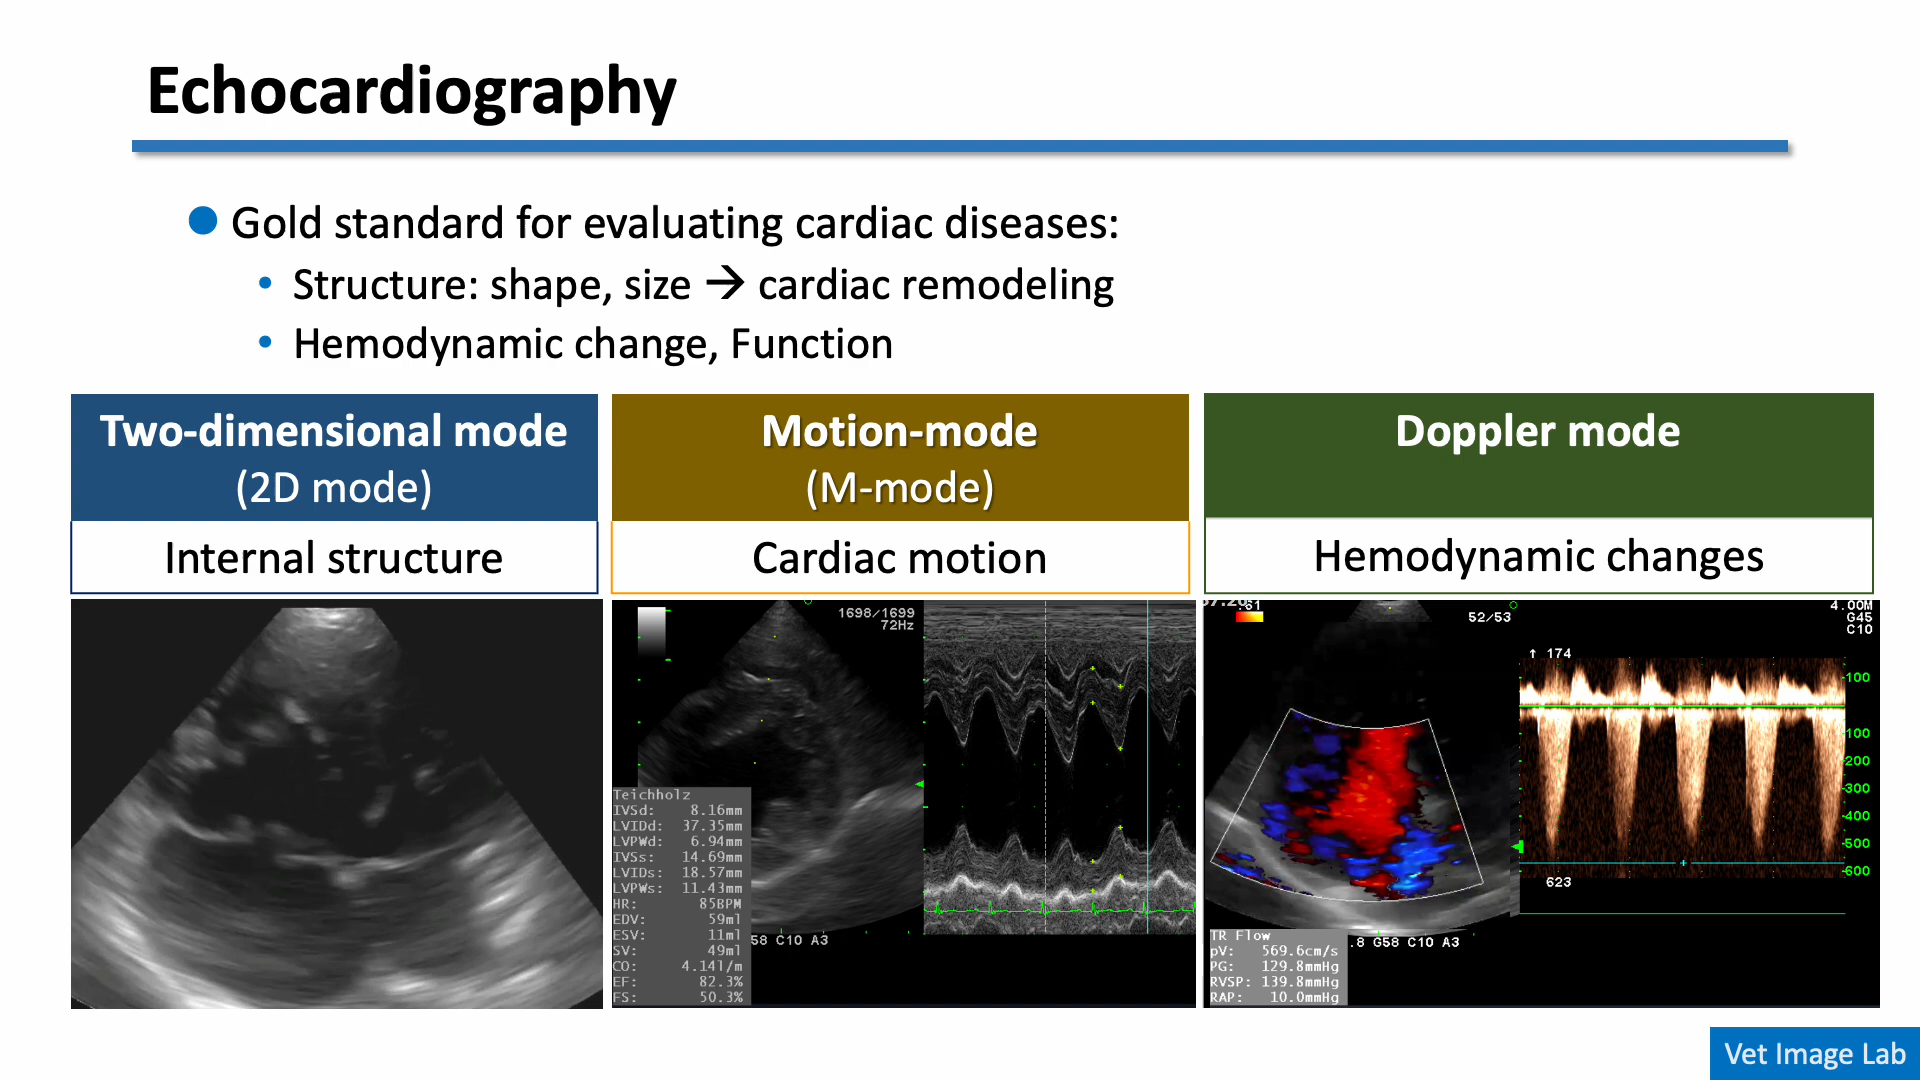 Echocardiography
Gold standard for evaluating cardiac diseases:
• Structure: shape, size → cardiac remodeling
• Hemodynamic change, Function
Two-dimensional mode
(2D mode)
Internal structure
Motion-mode
(M-mode)
Cardiac motion
Doppler mode
Hemodynamic changes
1698/1699
72Hz
Teichholz
IVSd: 8.16mm
LVIDd: 37.35mm
LVPWd: 6.94mm
IVSs: 14.69mm
LVIDs: 18.57mm
LVPWs: 11.43mm
HR: 85BPM
EDV: 59ml
ESV: 11ml
SV: 49ml
CO: 4.14l/m
EF: 82.3%
FS: 50.3%
58 C10 A3
.61
52/53
4.00M
G45
C10
↑ 174
100
100
200
300
400
500
600
623
TR Flow
pV: 569.6cm/s
PG: 129.8mmHg
RVSP: 139.8mmHg
RAP: 10.0mmHg
.8 G58 C10 A3
Vet Image Lab